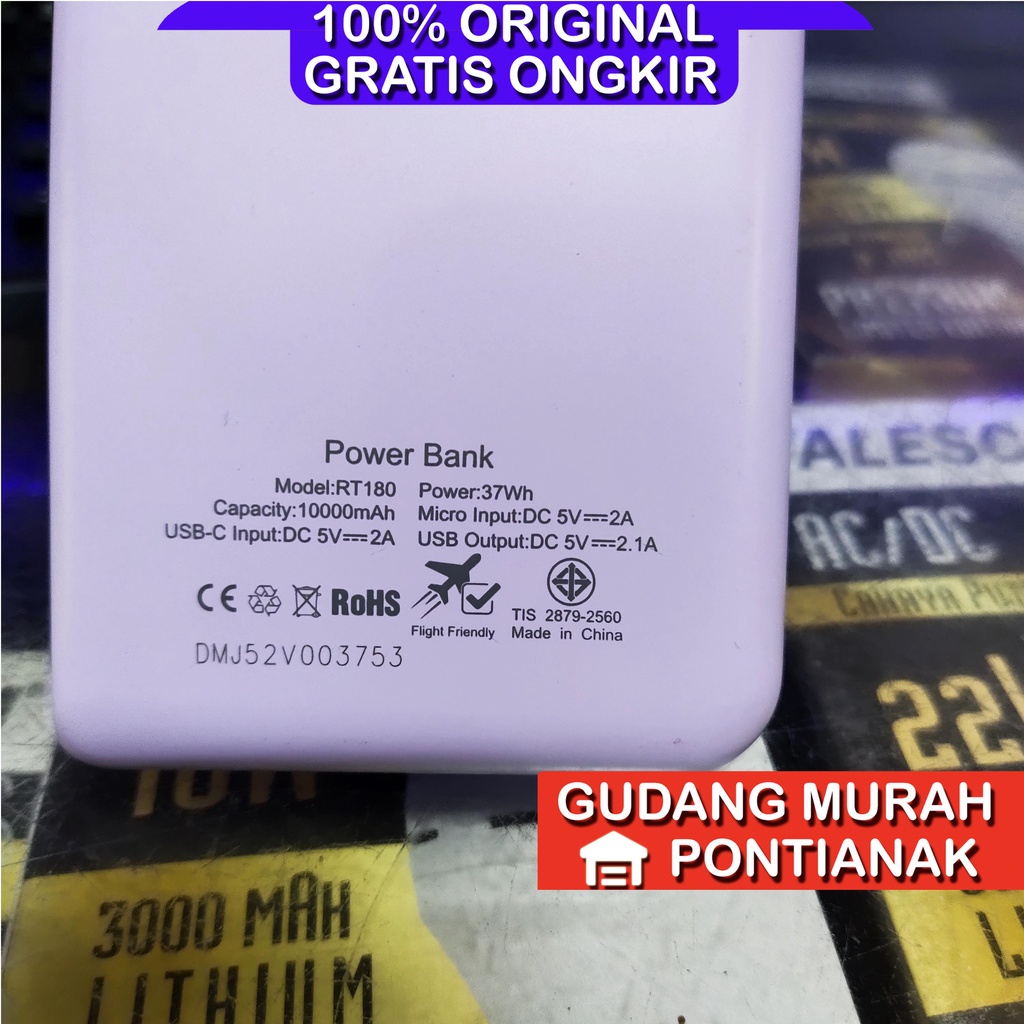 100% ORIGINAL
GRATIS ONGKIR
Power Bank
Model:RT180 Power:37Wh
Capacity:10000mAh Micro Input:DC 5V⎓2A
USB-C Input:DC 5V⎓2A USB Output:DC 5V⎓2.1A
CE RoHS
Flight Friendly
TIS 2879-2560
Made in China
DMJ52V003753
ALESC
AC/DC
22
GUDANG MURAH
PONTIANAK
3000 MAH
LITHIUM